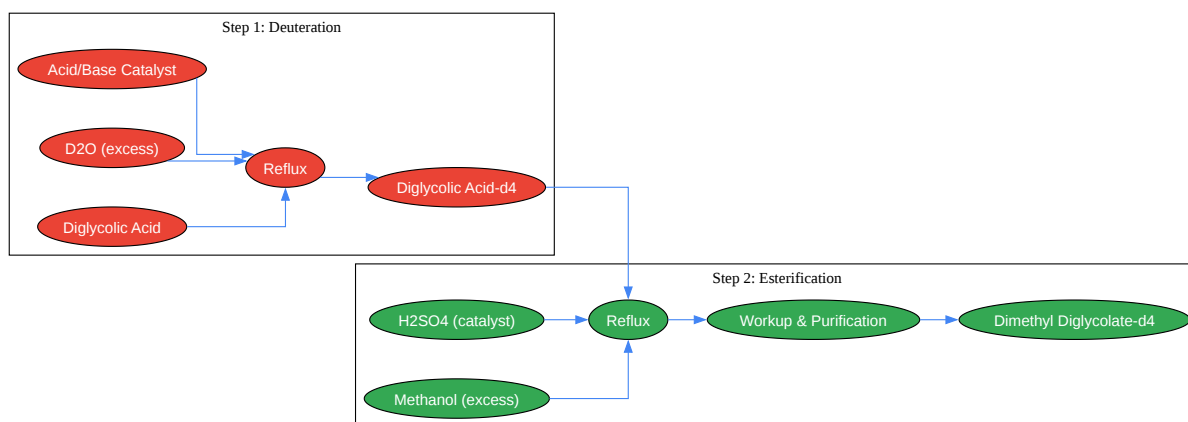 Step 1: Deuteration
Acid/Base Catalyst
D2O (excess)
Reflux
Diglycolic Acid-d4
Diglycolic Acid
Step 2: Esterification
H2SO4 (catalyst)
Reflux
Workup & Purification
Dimethyl Diglycolate-d4
Methanol (excess)